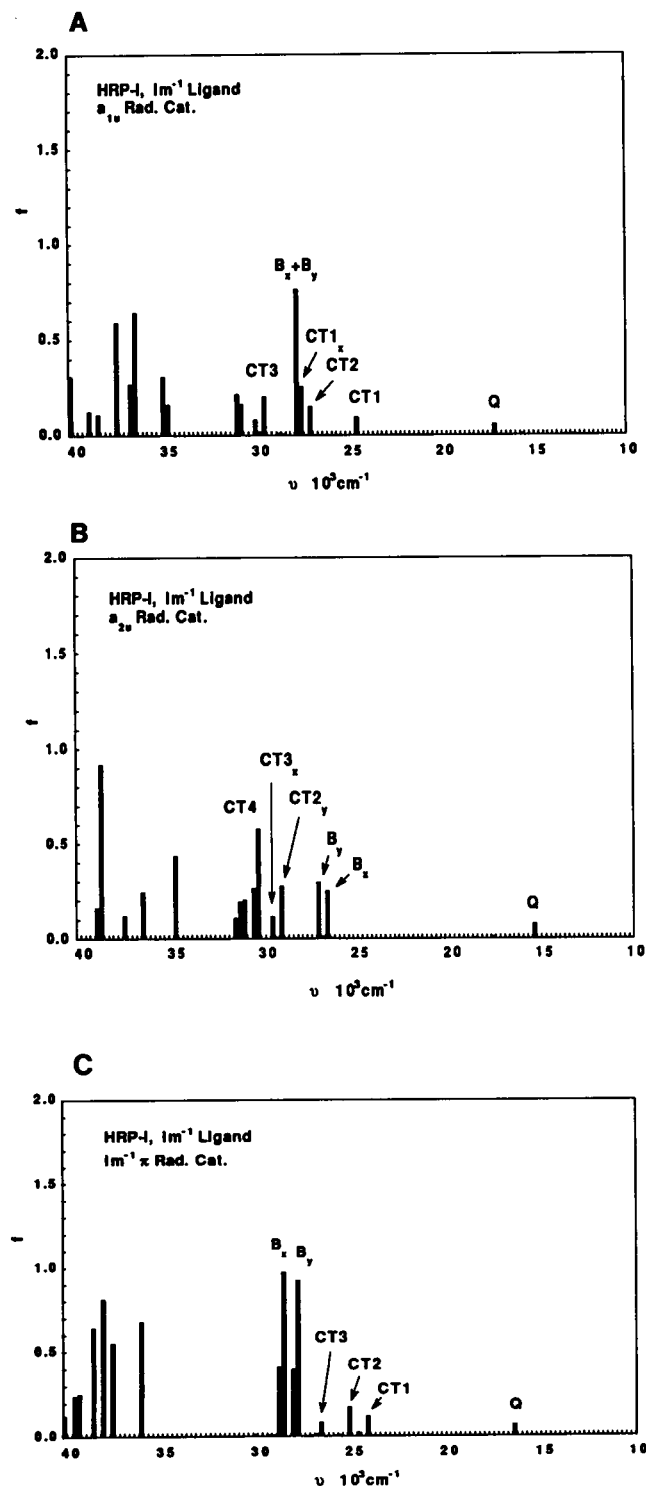 A
2.0
HRP-I, Im⁻¹ Ligand
a₁ᵤ Rad. Cat.
1.5
f
1.0
Bₓ+Bᵧ
CT1ₓ
0.5
CT3
CT2
CT1
Q
0.0
40 35 30 25 20 15 10
υ 10³cm⁻¹
B
2.0
HRP-I, Im⁻¹ Ligand
a₂ᵤ Rad. Cat.
1.5
f
1.0
CT3ₓ
CT4
CT2ᵧ
0.5
Bᵧ
Bₓ
Q
0.0
40 35 30 25 20 15 10
υ 10³cm⁻¹
C
2.0
HRP-I, Im⁻¹ Ligand
Im⁻¹ π Rad. Cat.
1.5
f
Bₓ Bᵧ
1.0
CT3
0.5
CT2
CT1
Q
0.0
40 35 30 25 20 15 10
υ 10³cm⁻¹